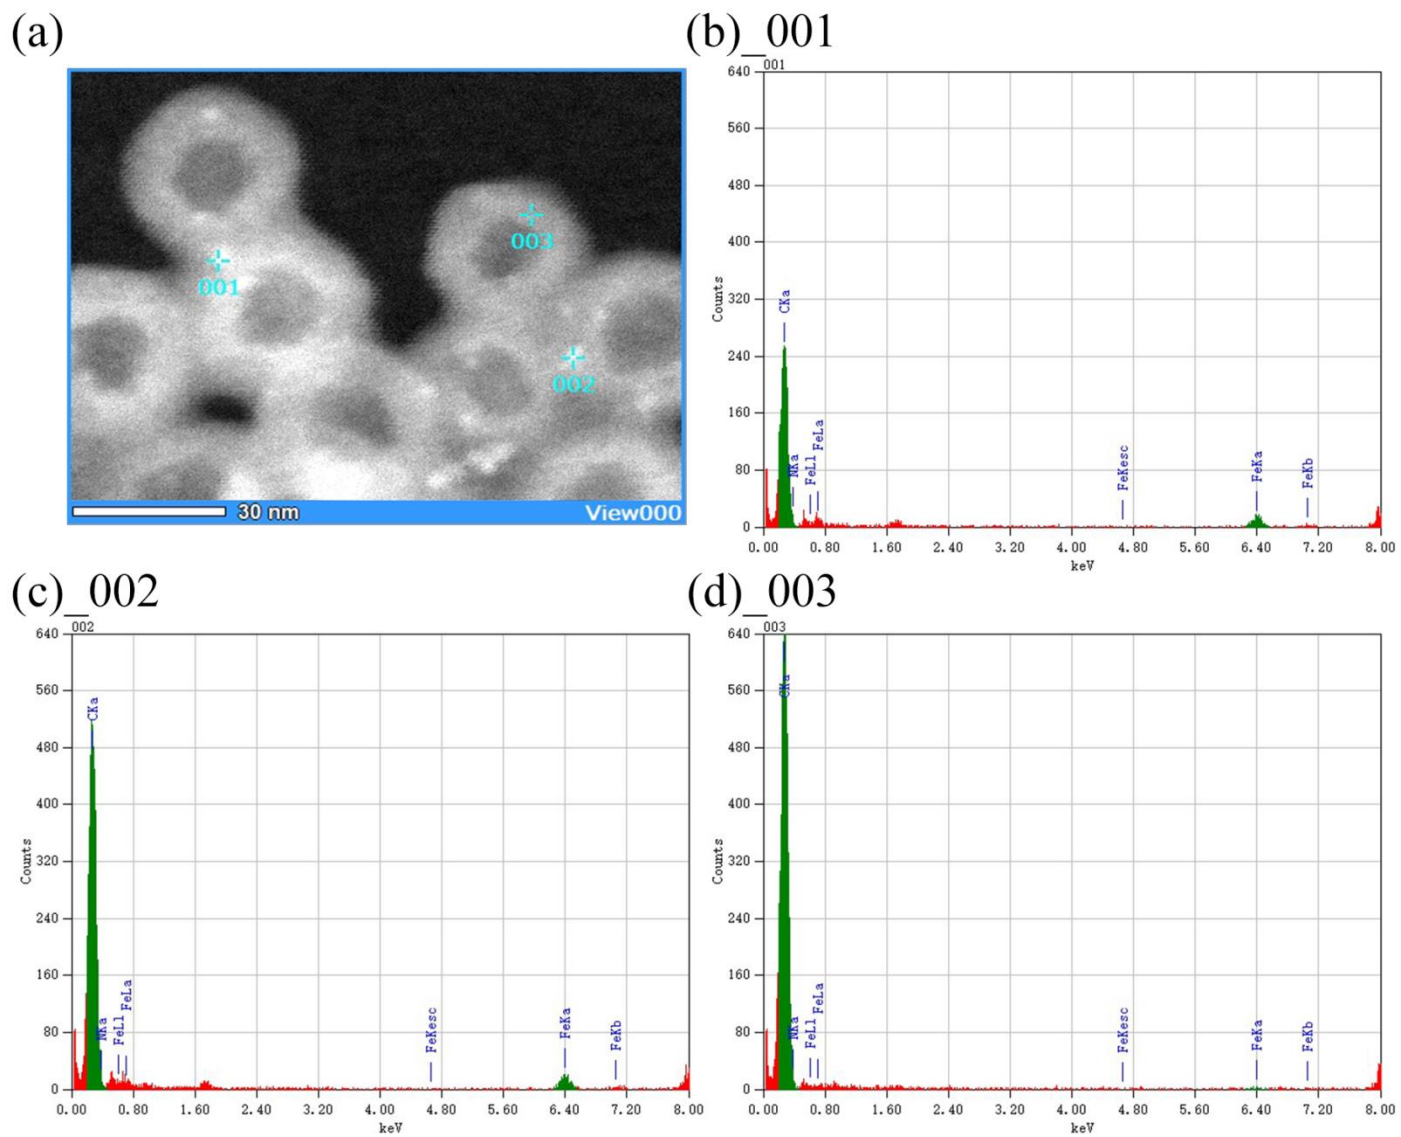 (a)
001
003
002
30 nm
View000
(b)_001
001
640
560
480
400
320
240
160
80
0
Counts
CKa
NKa
FeLl
FeLa
FeKesc
FeKa
FeKb
0.00 0.80 1.60 2.40 3.20 4.00 4.80 5.60 6.40 7.20 8.00
keV
(c)_002
002
640
560
480
400
320
240
160
80
0
Counts
CKa
NKa
FeLl
FeLa
FeKesc
FeKa
FeKb
0.00 0.80 1.60 2.40 3.20 4.00 4.80 5.60 6.40 7.20 8.00
keV
(d)_003
003
640
560
480
400
320
240
160
80
0
Counts
CKa
NKa
FeLl
FeLa
FeKesc
FeKa
FeKb
0.00 0.80 1.60 2.40 3.20 4.00 4.80 5.60 6.40 7.20 8.00
keV